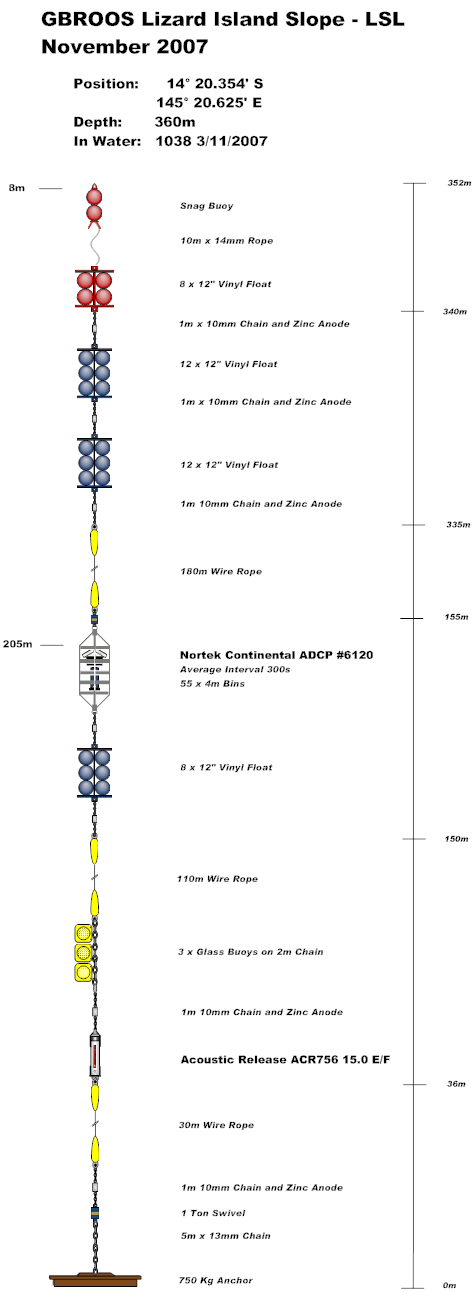 GBROOS Lizard Island Slope - LSL
November 2007
Position: 14° 20.354' S
145° 20.625' E
Depth: 360m
In Water: 1038 3/11/2007
352m
8m
Snag Buoy
10m x 14mm Rope
8 x 12" Vinyl Float
340m
1m x 10mm Chain and Zinc Anode
12 x 12" Vinyl Float
1m x 10mm Chain and Zinc Anode
12 x 12" Vinyl Float
1m 10mm Chain and Zinc Anode
335m
180m Wire Rope
155m
205m
Nortek Continental ADCP #6120
Average Interval 300s
55 x 4m Bins
8 x 12" Vinyl Float
150m
110m Wire Rope
3 x Glass Buoys on 2m Chain
1m 10mm Chain and Zinc Anode
Acoustic Release ACR756 15.0 E/F
36m
30m Wire Rope
1m 10mm Chain and Zinc Anode
1 Ton Swivel
5m x 13mm Chain
750 Kg Anchor
0m